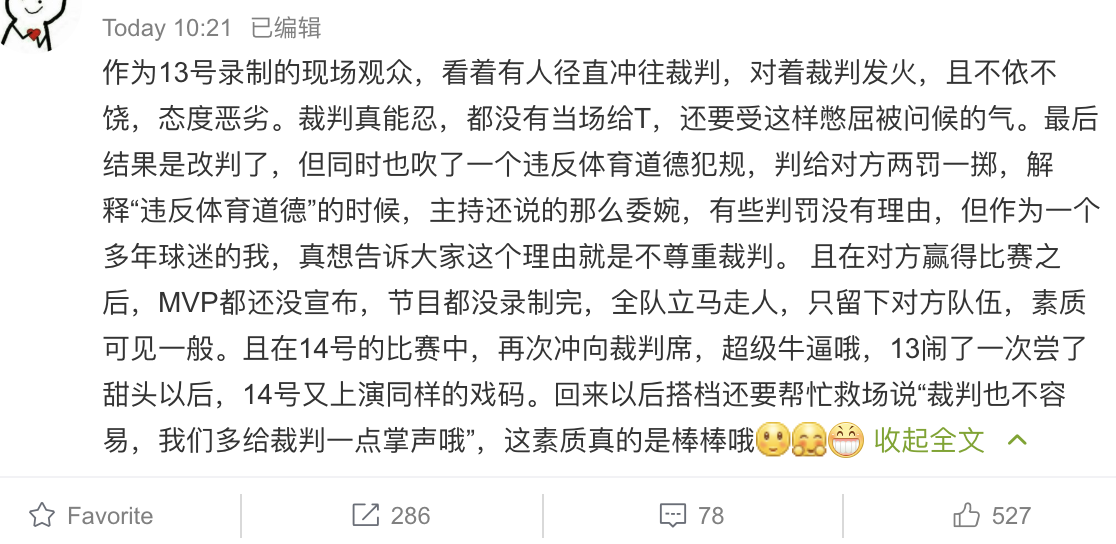 Today 10:21 已编辑
作为13号录制的现场观众，看着有人径直冲往裁判，对着裁判发火，且不依不
饶，态度恶劣。裁判真能忍，都没有当场给T，还要受这样憋屈被问候的气。最后
结果是改判了，但同时也吹了一个违反体育道德犯规，判给对方两罚一掷，解
释“违反体育道德”的时候，主持还说的那么委婉，有些判罚没有理由，但作为一个
多年球迷的我，真想告诉大家这个理由就是不尊重裁判。 且在对方赢得比赛之
后，MVP都还没宣布，节目都没录制完，全队立马走人，只留下对方队伍，素质
可见一般。且在14号的比赛中，再次冲向裁判席，超级牛逼哦，13闹了一次尝了
甜头以后，14号又上演同样的戏码。回来以后搭档还要帮忙救场说“裁判也不容
易，我们多给裁判一点掌声哦”，这素质真的是棒棒哦 收起全文
Favorite 286 78 527